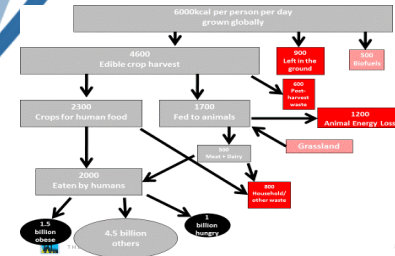 6000kcal per person per day
grown globally
4600
Edible crop harvest
900
Left in the
ground
500
Biofuels
600
Post-
harvest
waste
2300
Crops for human food
1700
Fed to animals
1200
Animal Energy Loss
Grassland
500
Meat + Dairy
2000
Eaten by humans
800
Household/
other waste
1.5
billion
obese
4.5 billion
others
1
billion
hungry
TH